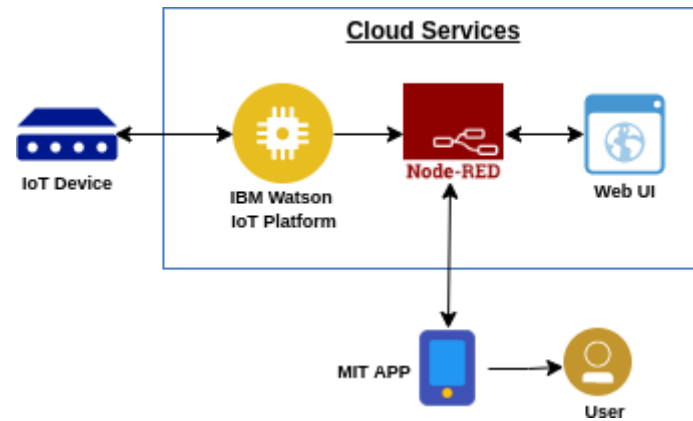 Cloud Services
IoT Device
IBM Watson
IoT Platform
Node-RED
Web UI
MIT APP
User